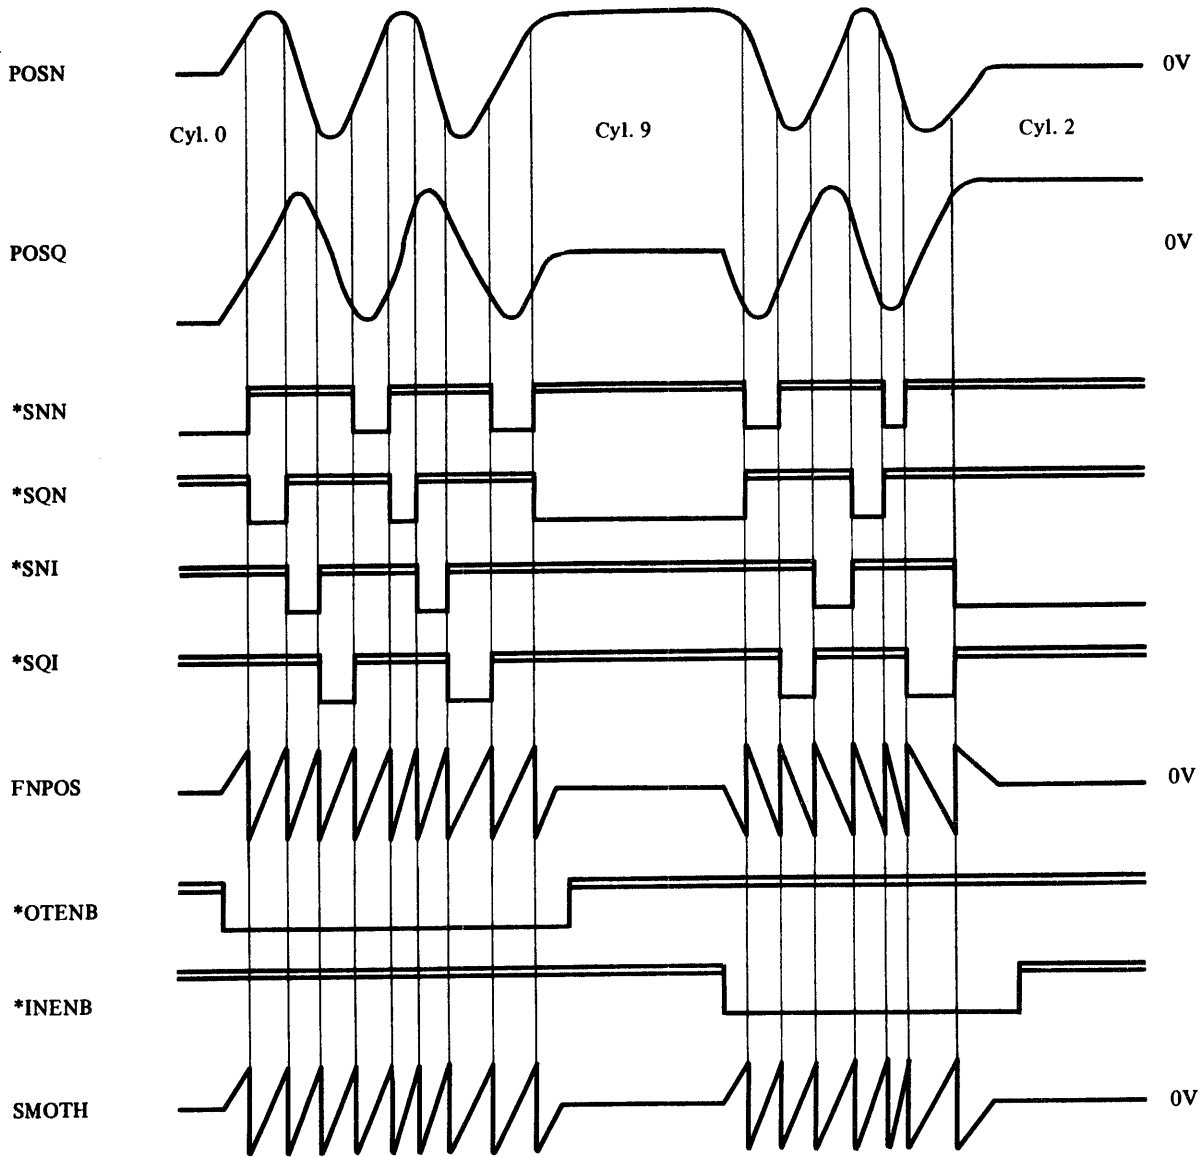 POSN 0V
Cyl. 0 Cyl. 9 Cyl. 2
POSQ 0V
*SNN
*SQN
*SNI
*SQI
FNPOS 0V
*OTENB
*INENB
SMOTH 0V